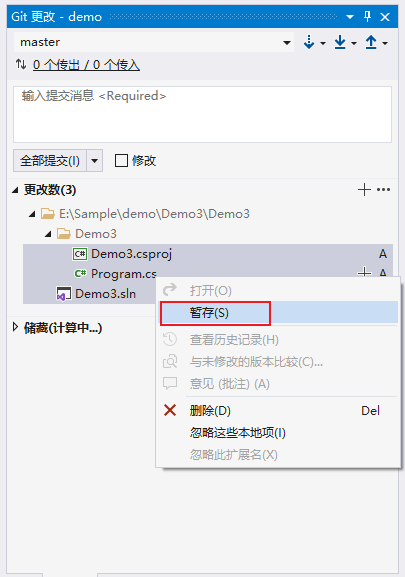 Git 更改 - demo
master
0 个传出 / 0 个传入
输入提交消息 <Required>
全部提交(I)
修改
更改数(3)
E:\Sample\demo\Demo3\Demo3
Demo3
C# Demo3.csproj A
C# Program.cs A
Demo3.sln
储藏(计算中...)
打开(O)
暂存(S)
查看历史记录(H)
与未修改的版本比较(C)...
意见 (批注) (A)
删除(D) Del
忽略这些本地项(I)
忽略此扩展名(X)